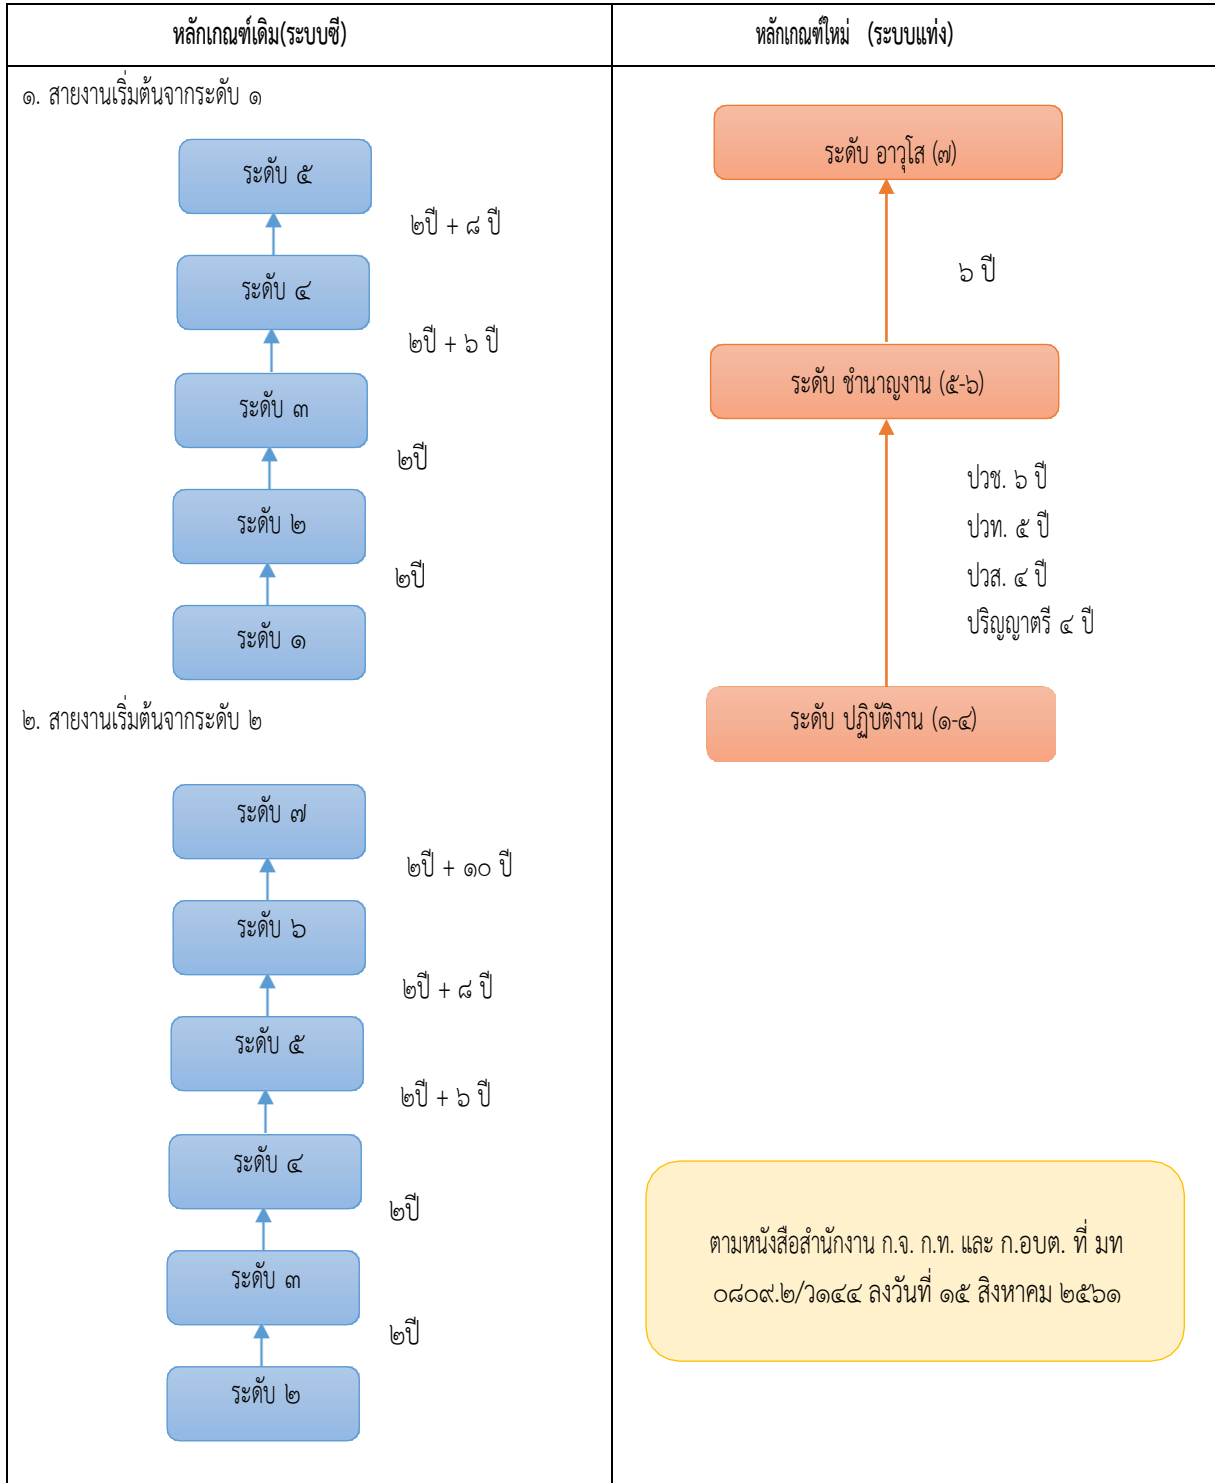 หลักเกณฑ์เดิม(ระบบซี)
หลักเกณฑ์ใหม่ (ระบบแท่ง)
๑. สายงานเริ่มต้นจากระดับ ๑
ระดับ ๕
๒ปี + ๘ ปี
ระดับ ๔
๒ปี + ๖ ปี
ระดับ ๓
๒ปี
ระดับ ๒
๒ปี
ระดับ ๑
๒. สายงานเริ่มต้นจากระดับ ๒
ระดับ ๗
๒ปี + ๑๐ ปี
ระดับ ๖
๒ปี + ๘ ปี
ระดับ ๕
๒ปี + ๖ ปี
ระดับ ๔
๒ปี
ระดับ ๓
๒ปี
ระดับ ๒
ระดับ อาวุโส (๗)
๖ ปี
ระดับ ชำนาญงาน (๕-๖)
ปวช. ๖ ปี
ปวท. ๕ ปี
ปวส. ๔ ปี
ปริญญาตรี ๔ ปี
ระดับ ปฏิบัติงาน (๑-๔)
ตามหนังสือสำนักงาน ก.จ. ก.ท. และ ก.อบต. ที่ มท
๐๘๐๙.๒/ว๑๔๔ ลงวันที่ ๑๕ สิงหาคม ๒๕๖๑